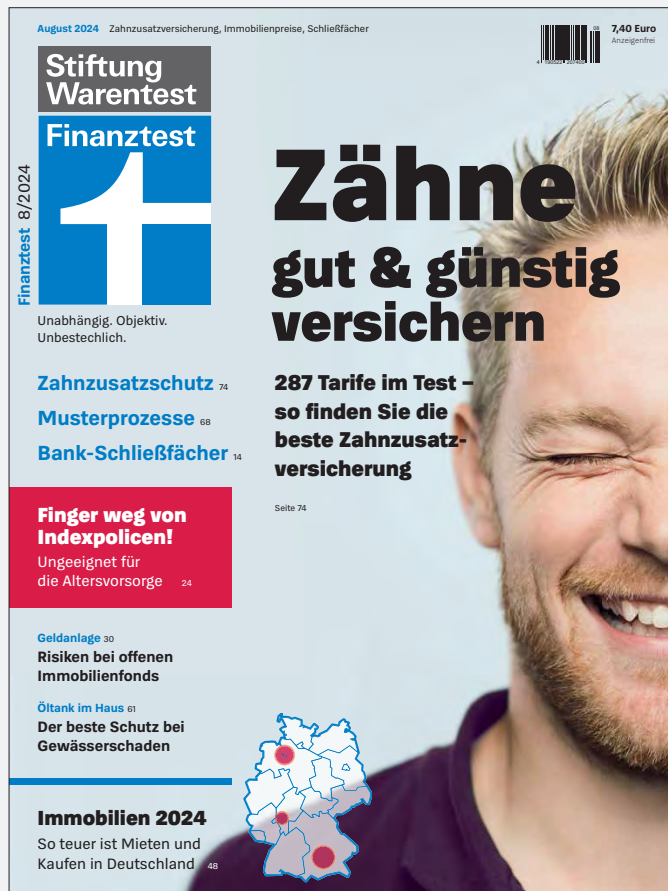 August 2024 Zahnzusatzversicherung, Immobilienpreise, Schließfächer
7,40 Euro
Anzeigenfrei
08
4 190522 207400
Stiftung
Warentest
Finanztest
Finanztest 8/2024
Unabhängig. Objektiv.
Unbestechlich.
Zähne
gut & günstig
versichern
287 Tarife im Test –
so finden Sie die
beste Zahnzusatz-
versicherung
Seite 74
Zahnzusatzschutz 74
Musterprozesse 68
Bank-Schließfächer 14
Finger weg von
Indexpolicen!
Ungeeignet für
die Altersvorsorge 24
Geldanlage 30
Risiken bei offenen
Immobilienfonds
Öltank im Haus 61
Der beste Schutz bei
Gewässerschaden
Immobilien 2024
So teuer ist Mieten und
Kaufen in Deutschland 48